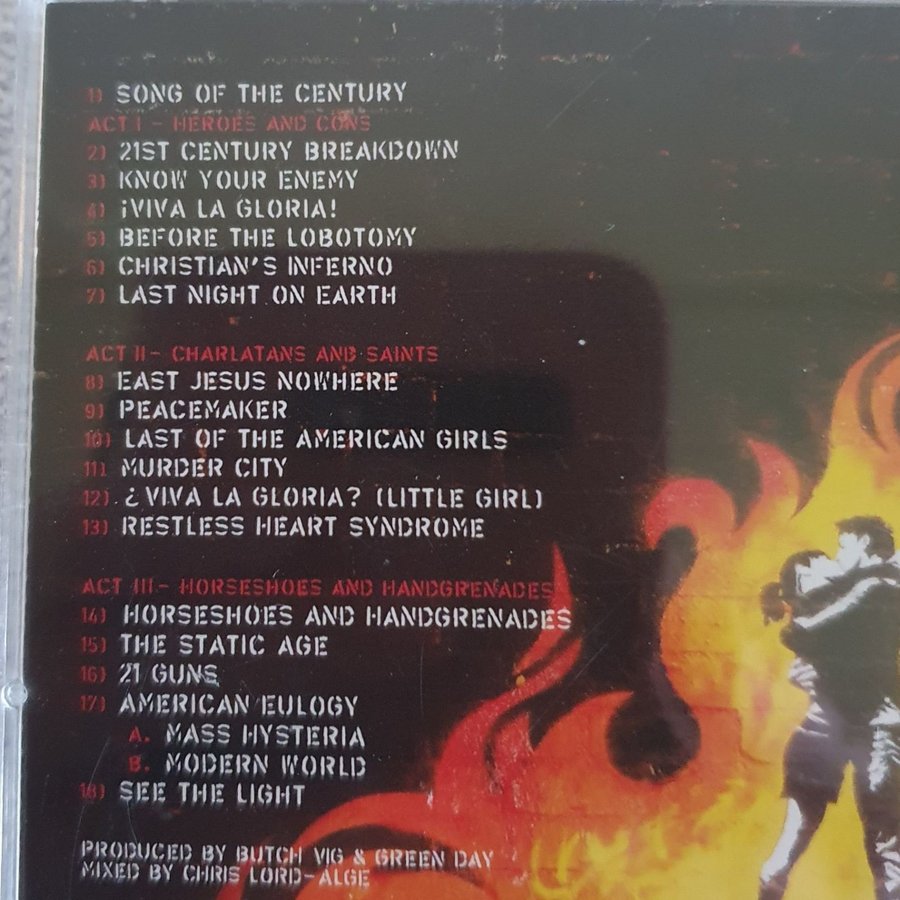 1) SONG OF THE CENTURY
ACT I - HEROES AND CONS
2) 21ST CENTURY BREAKDOWN
3) KNOW YOUR ENEMY
4) ¡VIVA LA GLORIA!
5) BEFORE THE LOBOTOMY
6) CHRISTIAN'S INFERNO
7) LAST NIGHT ON EARTH
ACT II - CHARLATANS AND SAINTS
8) EAST JESUS NOWHERE
9) PEACEMAKER
10) LAST OF THE AMERICAN GIRLS
11) MURDER CITY
12) ¿VIVA LA GLORIA? (LITTLE GIRL)
13) RESTLESS HEART SYNDROME
ACT III - HORSESHOES AND HANDGRENADES
14) HORSESHOES AND HANDGRENADES
15) THE STATIC AGE
16) 21 GUNS
17) AMERICAN EULOGY
A. MASS HYSTERIA
B. MODERN WORLD
18) SEE THE LIGHT
PRODUCED BY BUTCH VIG & GREEN DAY
MIXED BY CHRIS LORD-ALGE